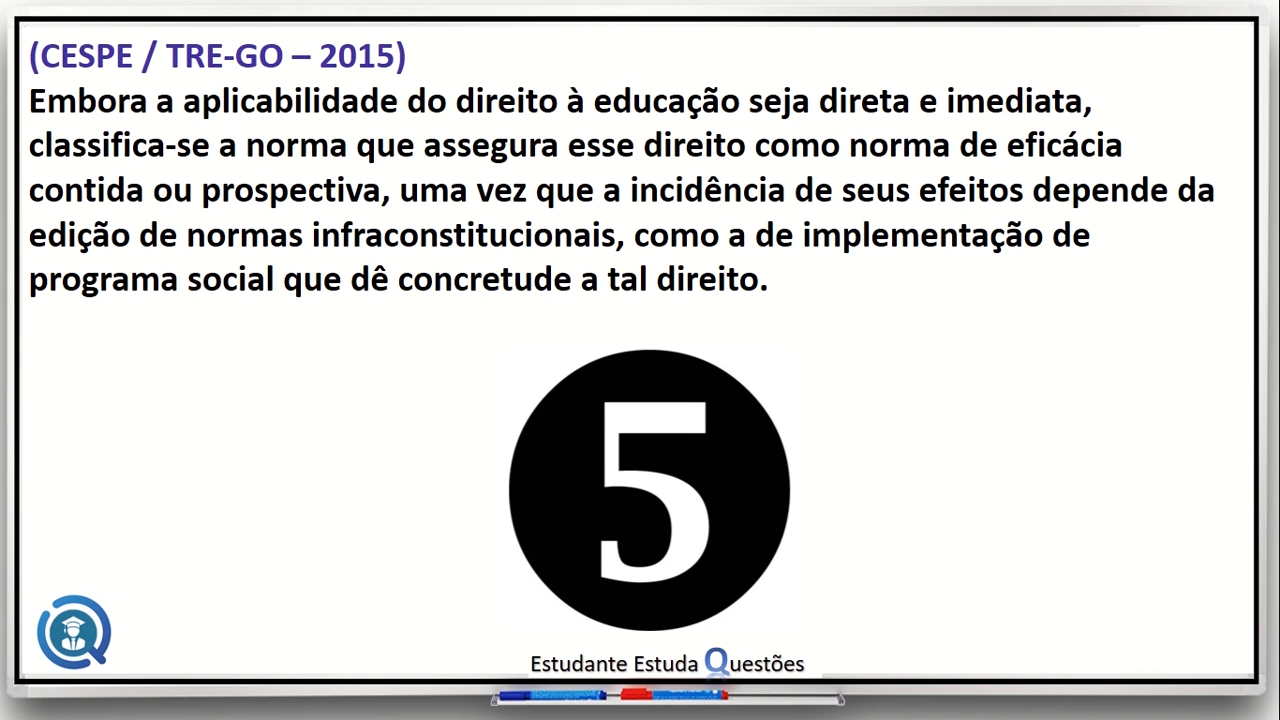 (CESPE / TRE-GO – 2015)
Embora a aplicabilidade do direito à educação seja direta e imediata,
classifica-se a norma que assegura esse direito como norma de eficácia
contida ou prospectiva, uma vez que a incidência de seus efeitos depende da
edição de normas infraconstitucionais, como a de implementação de
programa social que dê concretude a tal direito.
5
Estudante Estuda Questões